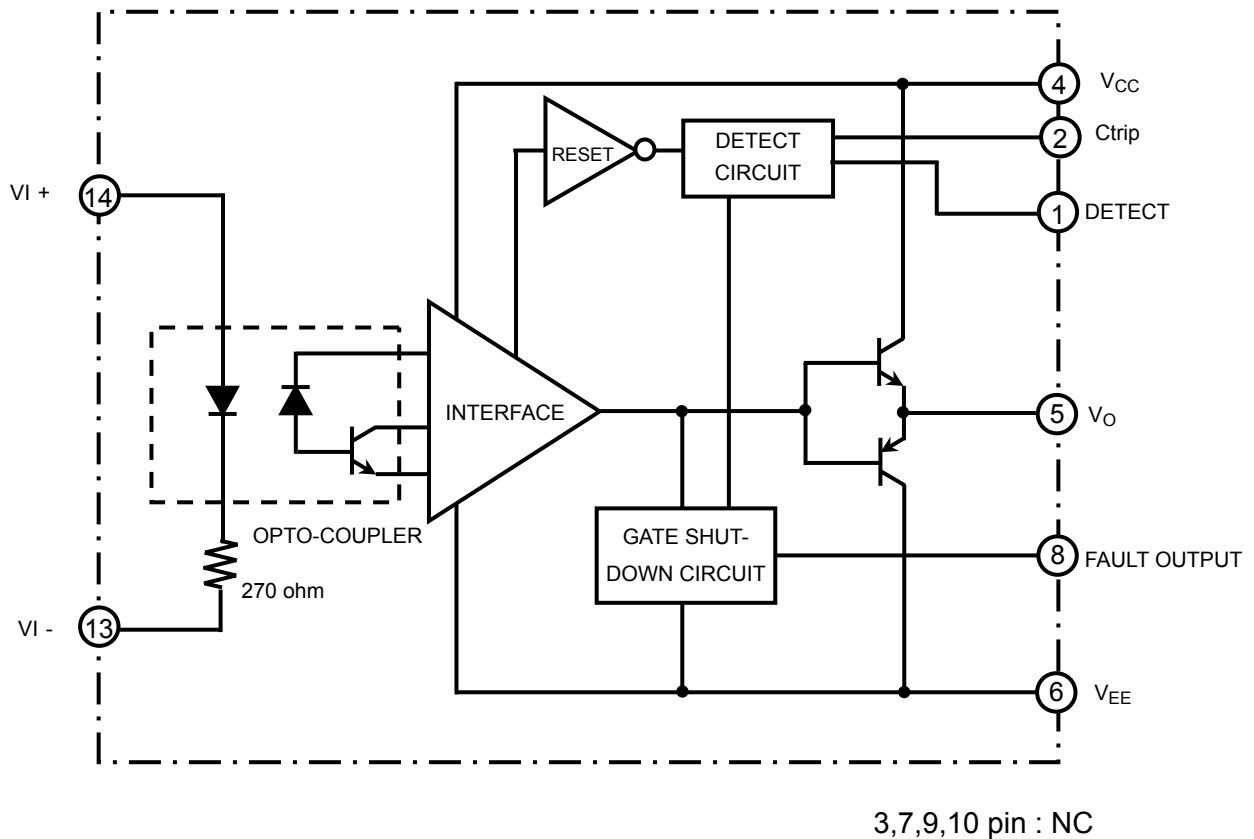 4 VCC
2 Ctrip
RESET
DETECT
CIRCUIT
VI + 14
1 DETECT
INTERFACE
5 VO
OPTO-COUPLER
GATE SHUT-
DOWN CIRCUIT
8 FAULT OUTPUT
270 ohm
VI - 13
6 VEE
3,7,9,10 pin : NC